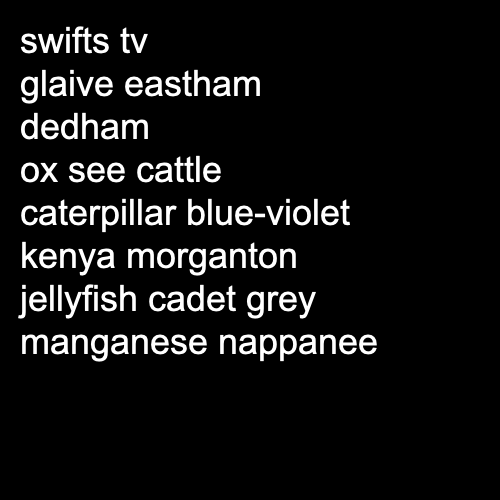 swifts tv
glaive eastham
dedham
ox see cattle
caterpillar blue-violet
kenya morganton
jellyfish cadet grey
manganese nappanee